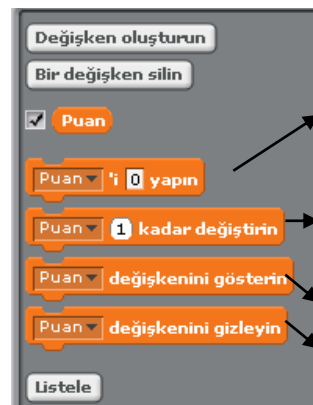 Değişken oluşturun
Bir değişken silin
Puan
Puan 'i 0 yapın
Puan 1 kadar değiştirin
Puan değişkenini gösterin
Puan değişkenini gizleyin
Listele